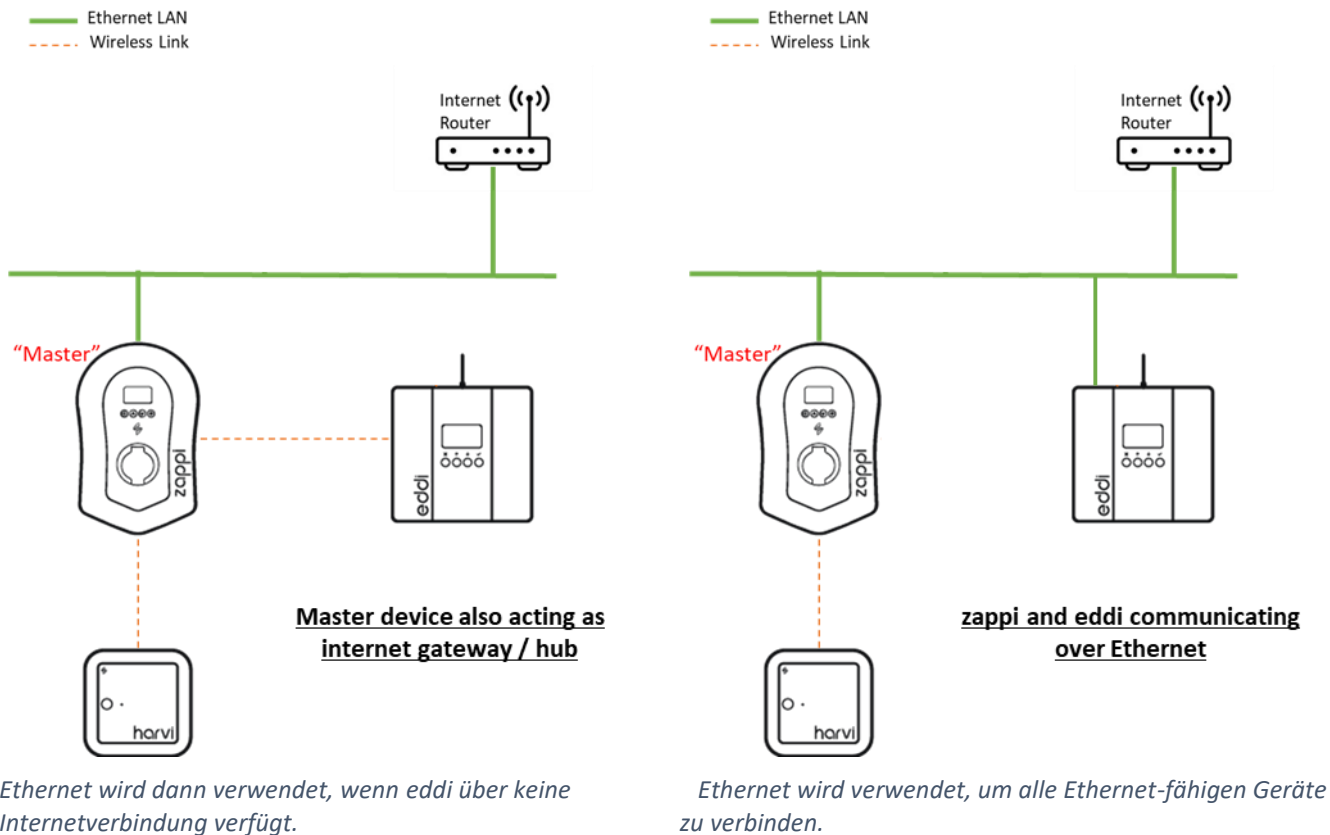 Ethernet LAN
Wireless Link
Internet
Router
"Master"
zappi
eddi
Master device also acting as
internet gateway / hub
harvi
Ethernet wird dann verwendet, wenn eddi über keine
Internetverbindung verfügt.
Ethernet LAN
Wireless Link
Internet
Router
"Master"
zappi
eddi
zappi and eddi communicating
over Ethernet
harvi
Ethernet wird verwendet, um alle Ethernet-fähigen Geräte
zu verbinden.